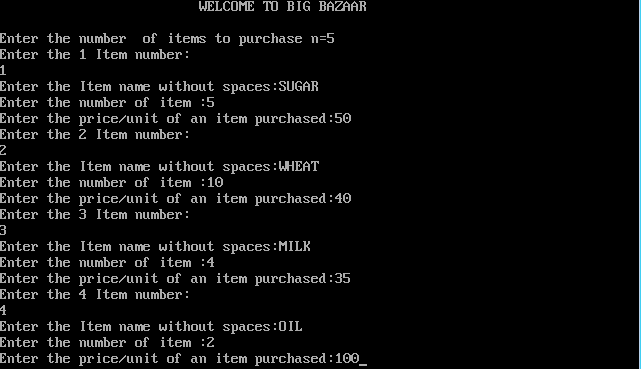 WELCOME TO BIG BAZAAR
Enter the number  of items to purchase n=5
Enter the 1 Item number:
1
Enter the Item name without spaces:SUGAR
Enter the number of item :5
Enter the price/unit of an item purchased:50
Enter the 2 Item number:
2
Enter the Item name without spaces:WHEAT
Enter the number of item :10
Enter the price/unit of an item purchased:40
Enter the 3 Item number:
3
Enter the Item name without spaces:MILK
Enter the number of item :4
Enter the price/unit of an item purchased:35
Enter the 4 Item number:
4
Enter the Item name without spaces:OIL
Enter the number of item :2
Enter the price/unit of an item purchased:100_